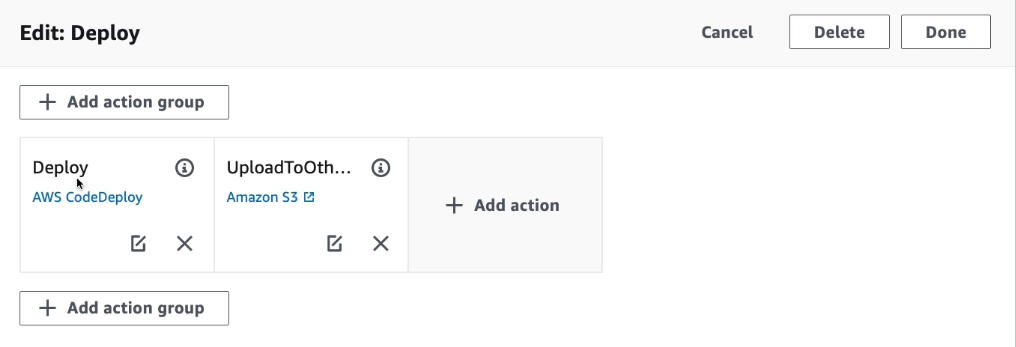 Edit: Deploy
Cancel
Delete
Done
+ Add action group
Deploy
AWS CodeDeploy
UploadToOth...
Amazon S3
+ Add action
+ Add action group